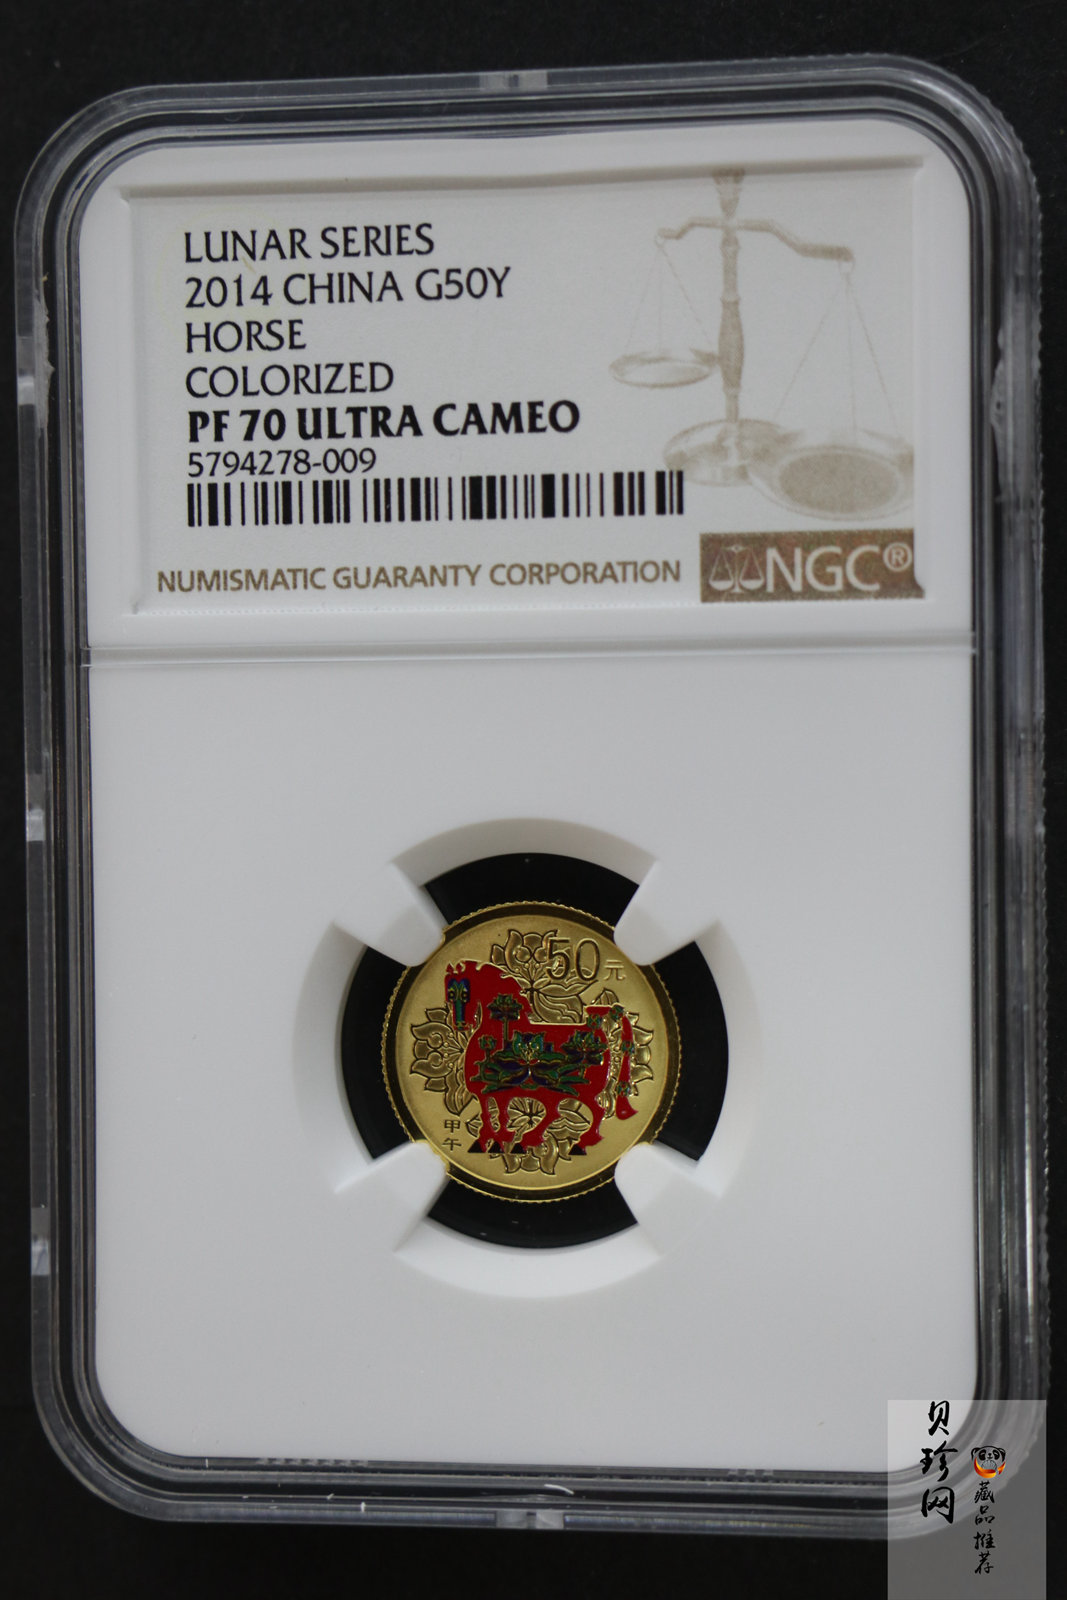 LUNAR SERIES
2014 CHINA G50Y
HORSE
COLORIZED
PF 70 ULTRA CAMEO
5794278-009
NUMISMATIC GUARANTY CORPORATION
NGC®
50元
甲午
贝珍网
藏品推荐